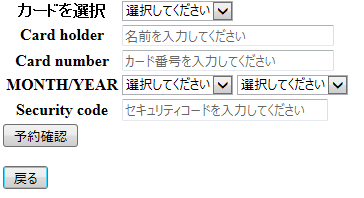 カードを選択 選択してください
Card holder 名前を入力してください
Card number カード番号を入力してください
MONTH/YEAR 選択してください 選択してください
Security code セキュリティコードを入力してください
予約確認
戻る